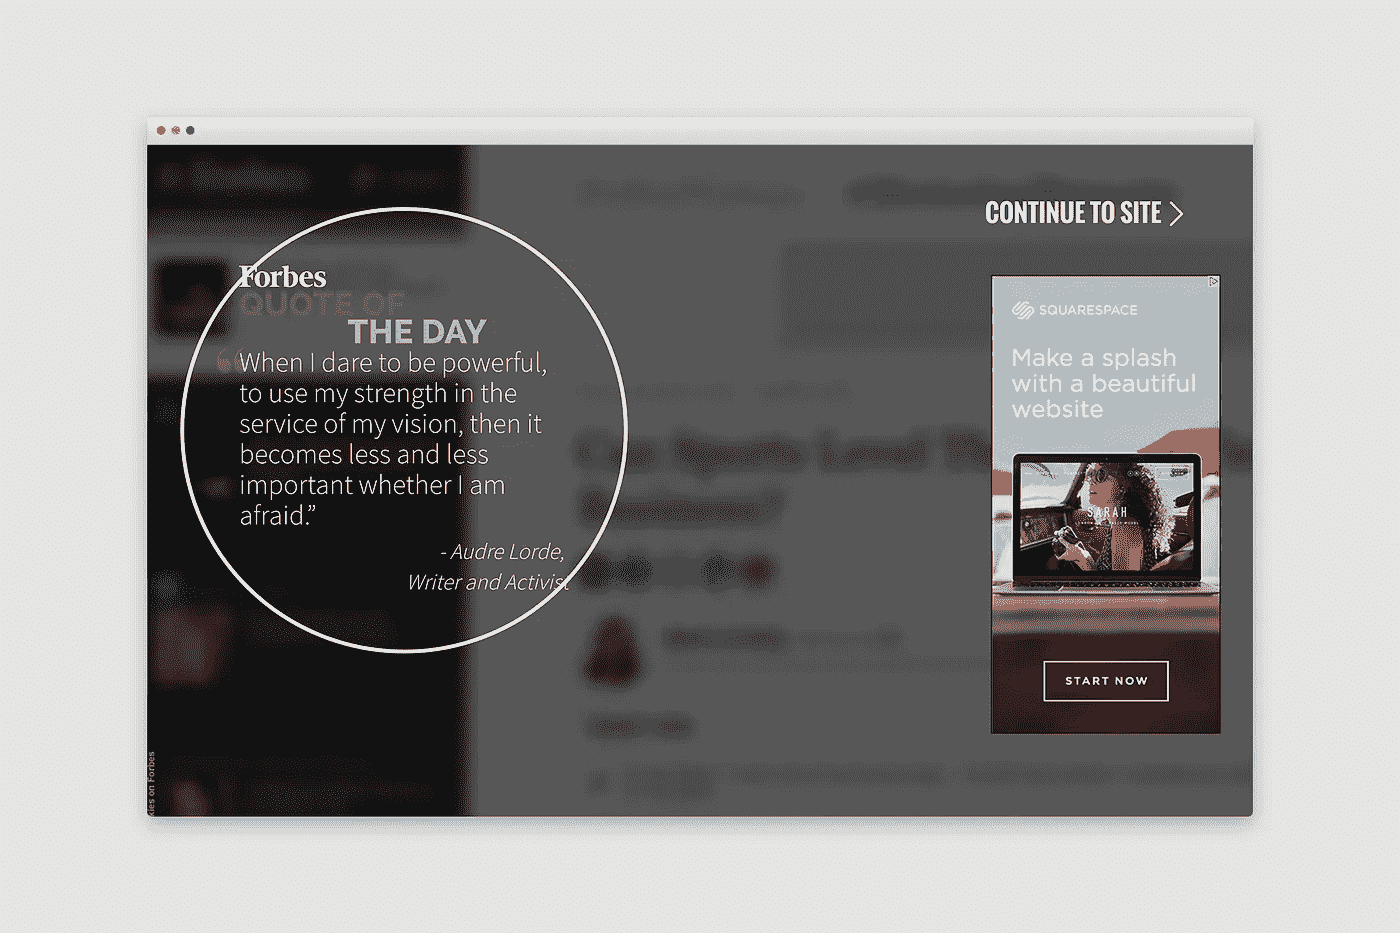 CONTINUE TO SITE
Forbes
QUOTE OF
THE DAY
“When I dare to be powerful,
to use my strength in the
service of my vision, then it
becomes less and less
important whether I am
afraid.”
- Audre Lorde,
Writer and Activist
SQUARESPACE
Make a splash
with a beautiful
website
SARAH
START NOW
kies on Forbes